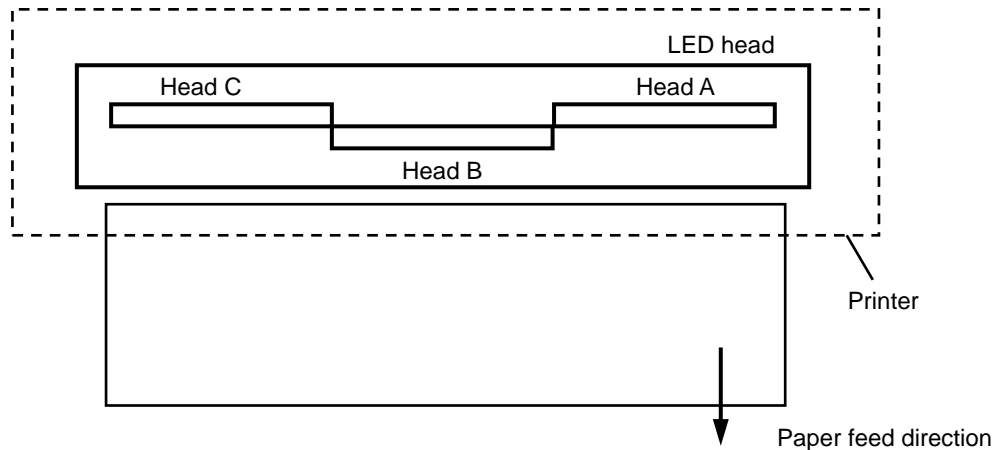 LED head
Head C
Head A
Head B
Printer
Paper feed direction